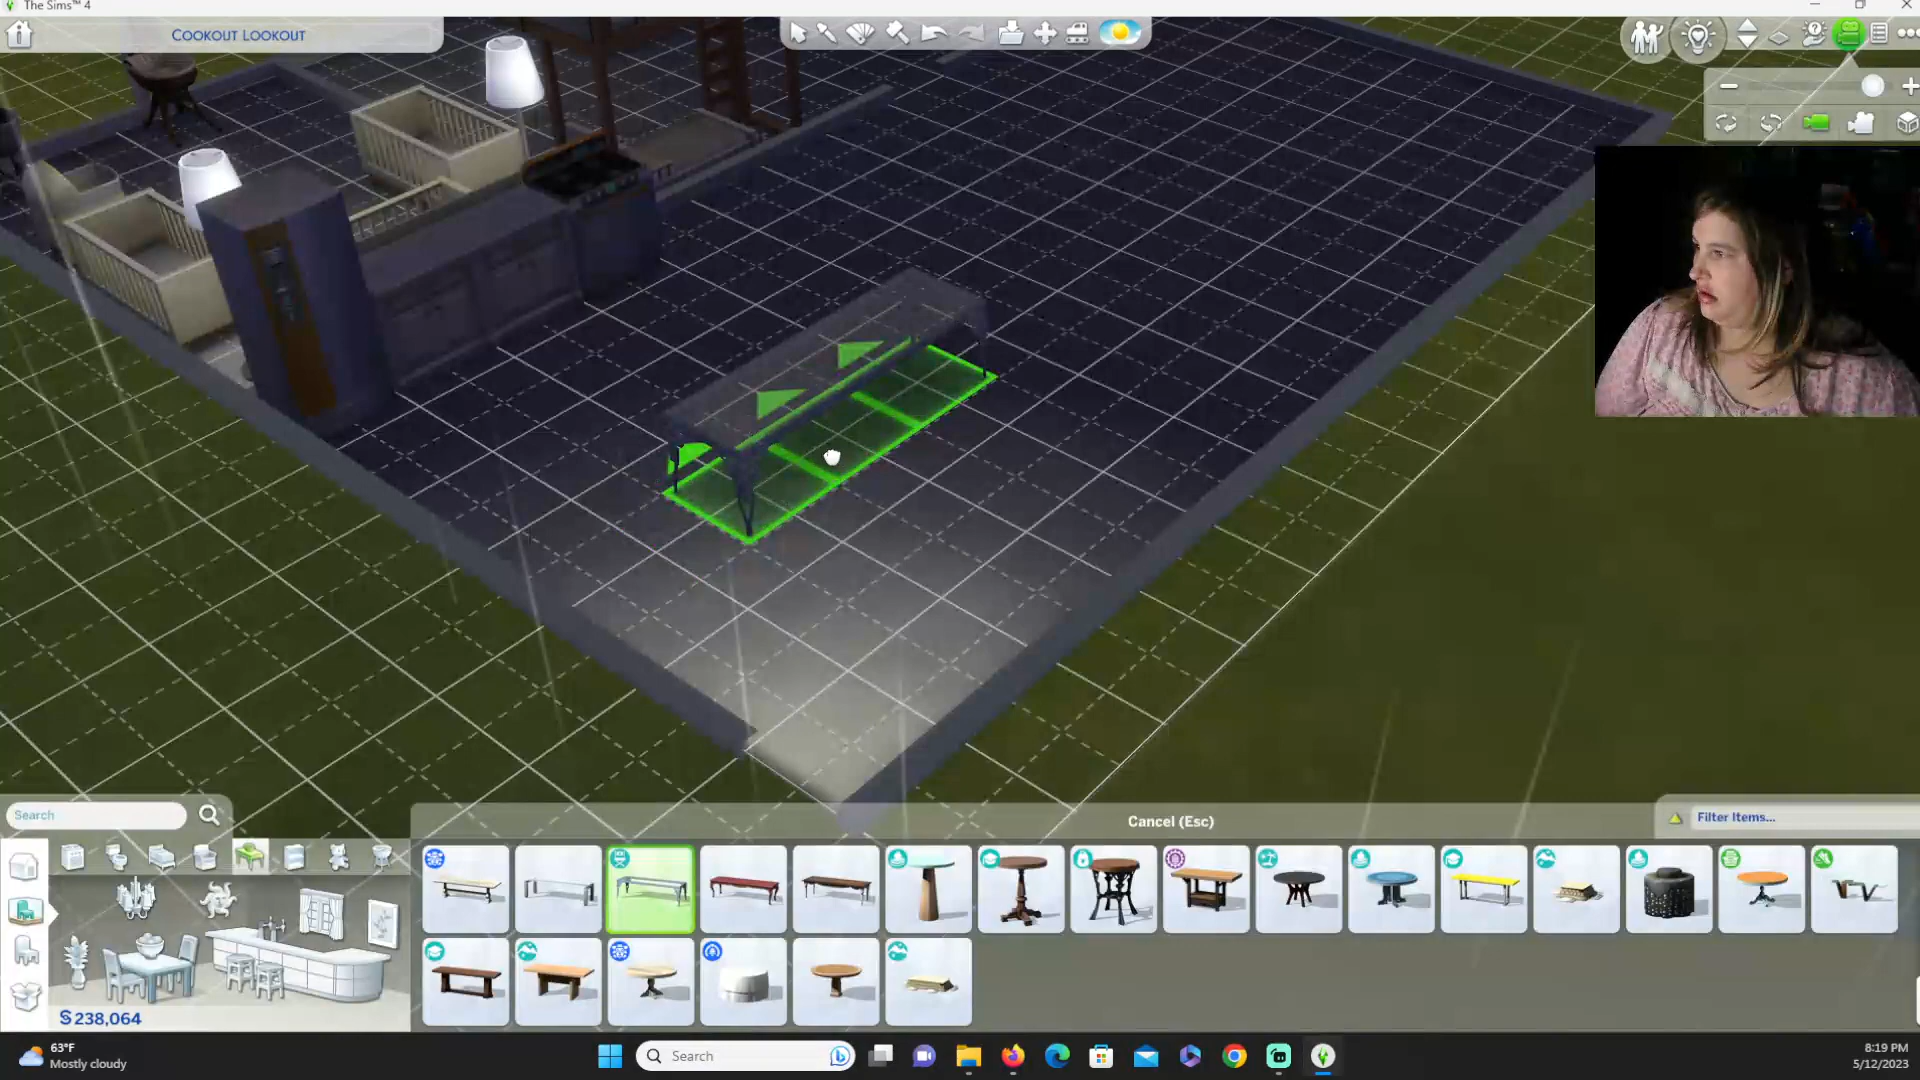 The Sims™ 4
Cookout Lookout
Search
Cancel (Esc)
Filter Items...
§238,064
63°F
Mostly cloudy
Search
8:19 PM
5/12/2023